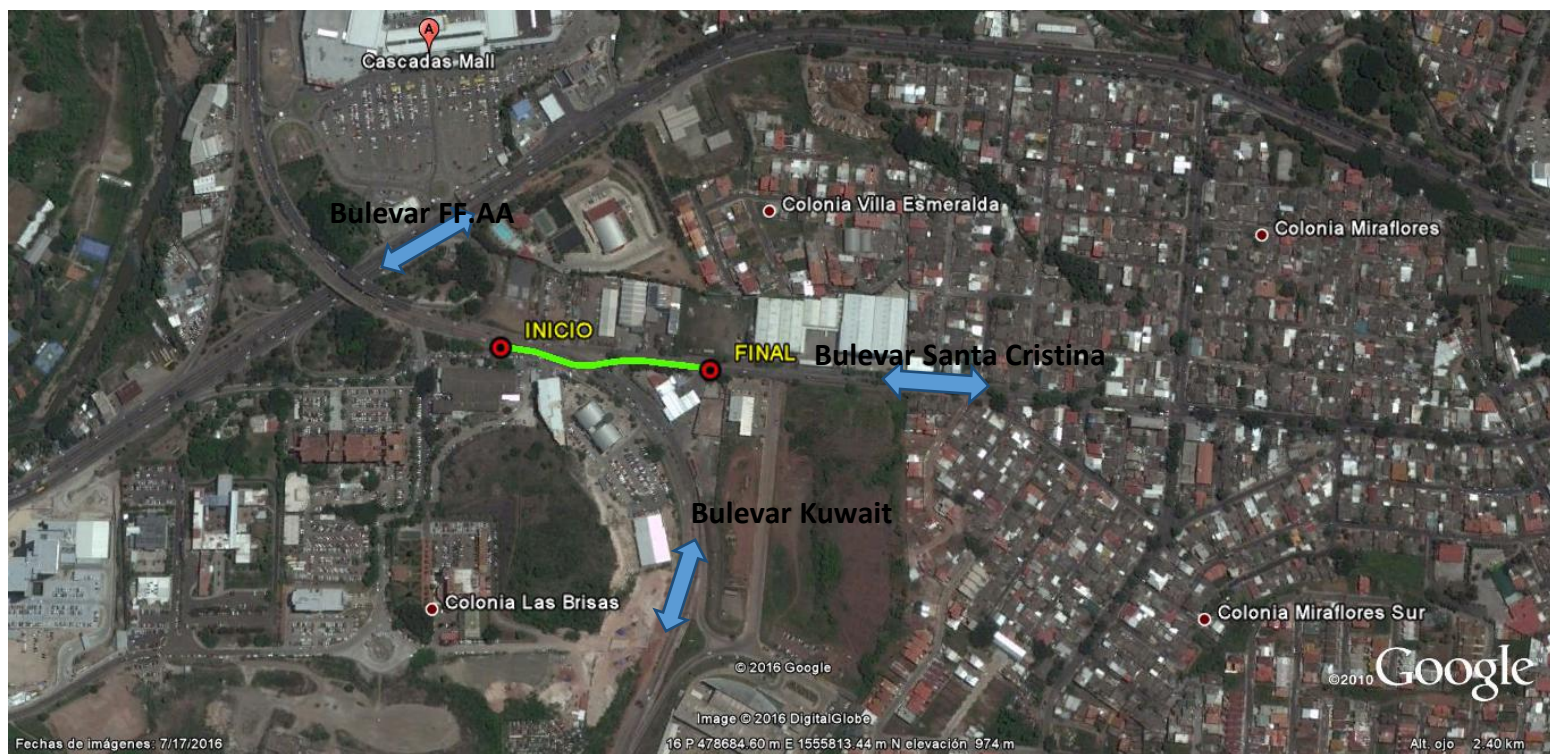 A
Cascadas Mall
Bulevar FF.AA
Colonia Villa Esmeralda
Colonia Miraflores
INICIO
FINAL
Bulevar Santa Cristina
Bulevar Kuwait
Colonia Las Brisas
Colonia Miraflores Sur
© 2016 Google
©2010 Google
Image © 2016 DigitalGlobe
Fechas de imágenes: 7/17/2016
16 P 478684.60 m E 1555813.44 m N elevación 974 m
Alt. ojo 2.40 km